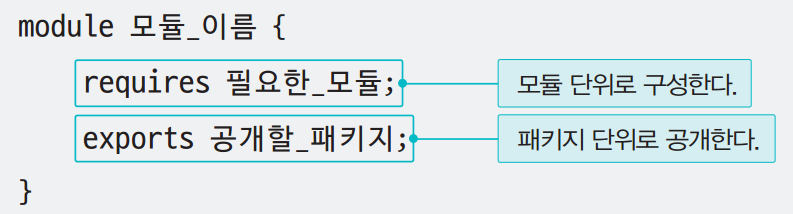 module 모듈_이름 {
requires 필요한_모듈;
모듈 단위로 구성한다.
exports 공개할_패키지;
패키지 단위로 공개한다.
}